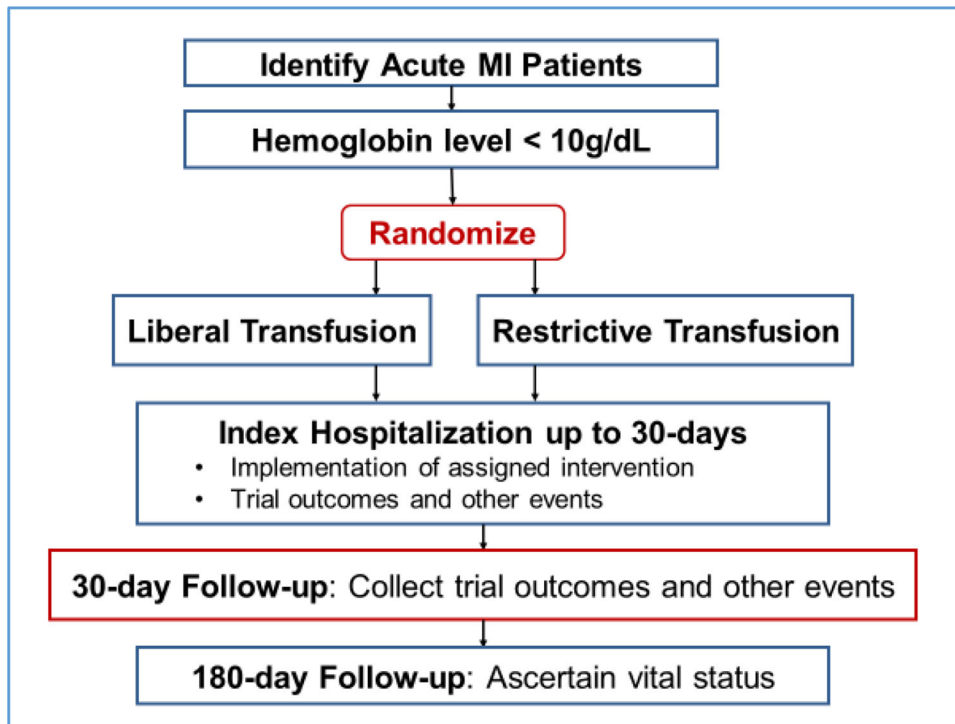 Identify Acute MI Patients
Hemoglobin level < 10g/dL
Randomize
Liberal Transfusion
Restrictive Transfusion
Index Hospitalization up to 30-days
• Implementation of assigned intervention
• Trial outcomes and other events
30-day Follow-up: Collect trial outcomes and other events
180-day Follow-up: Ascertain vital status